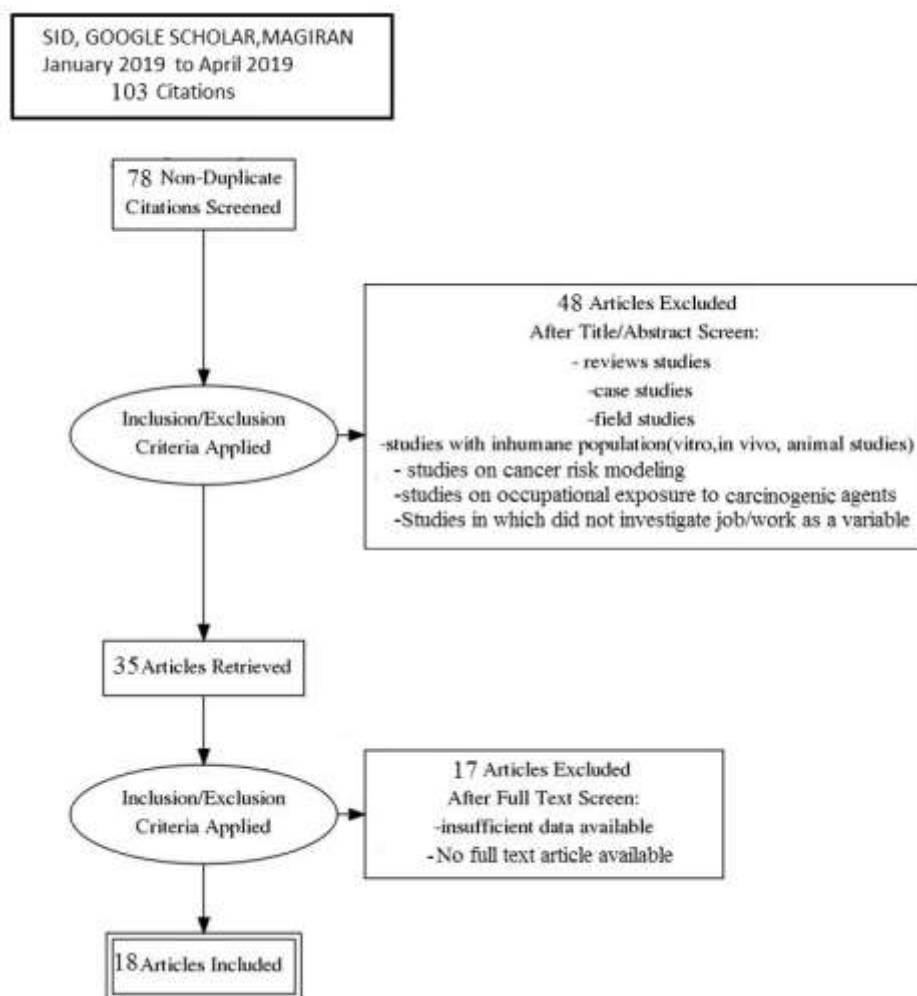 SID, GOOGLE SCHOLAR,MAGIRAN
January 2019 to April 2019
103 Citations
78 Non-Duplicate
Citations Screened
48 Articles Excluded
After Title/Abstract Screen:
- reviews studies
-case studies
-field studies
-studies with inhumane population(vitro,in vivo, animal studies)
- studies on cancer risk modeling
-studies on occupational exposure to carcinogenic agents
-Studies in which did not investigate job/work as a variable
Inclusion/Exclusion
Criteria Applied
35 Articles Retrieved
17 Articles Excluded
After Full Text Screen:
-insufficient data available
-No full text article available
Inclusion/Exclusion
Criteria Applied
18 Articles Included